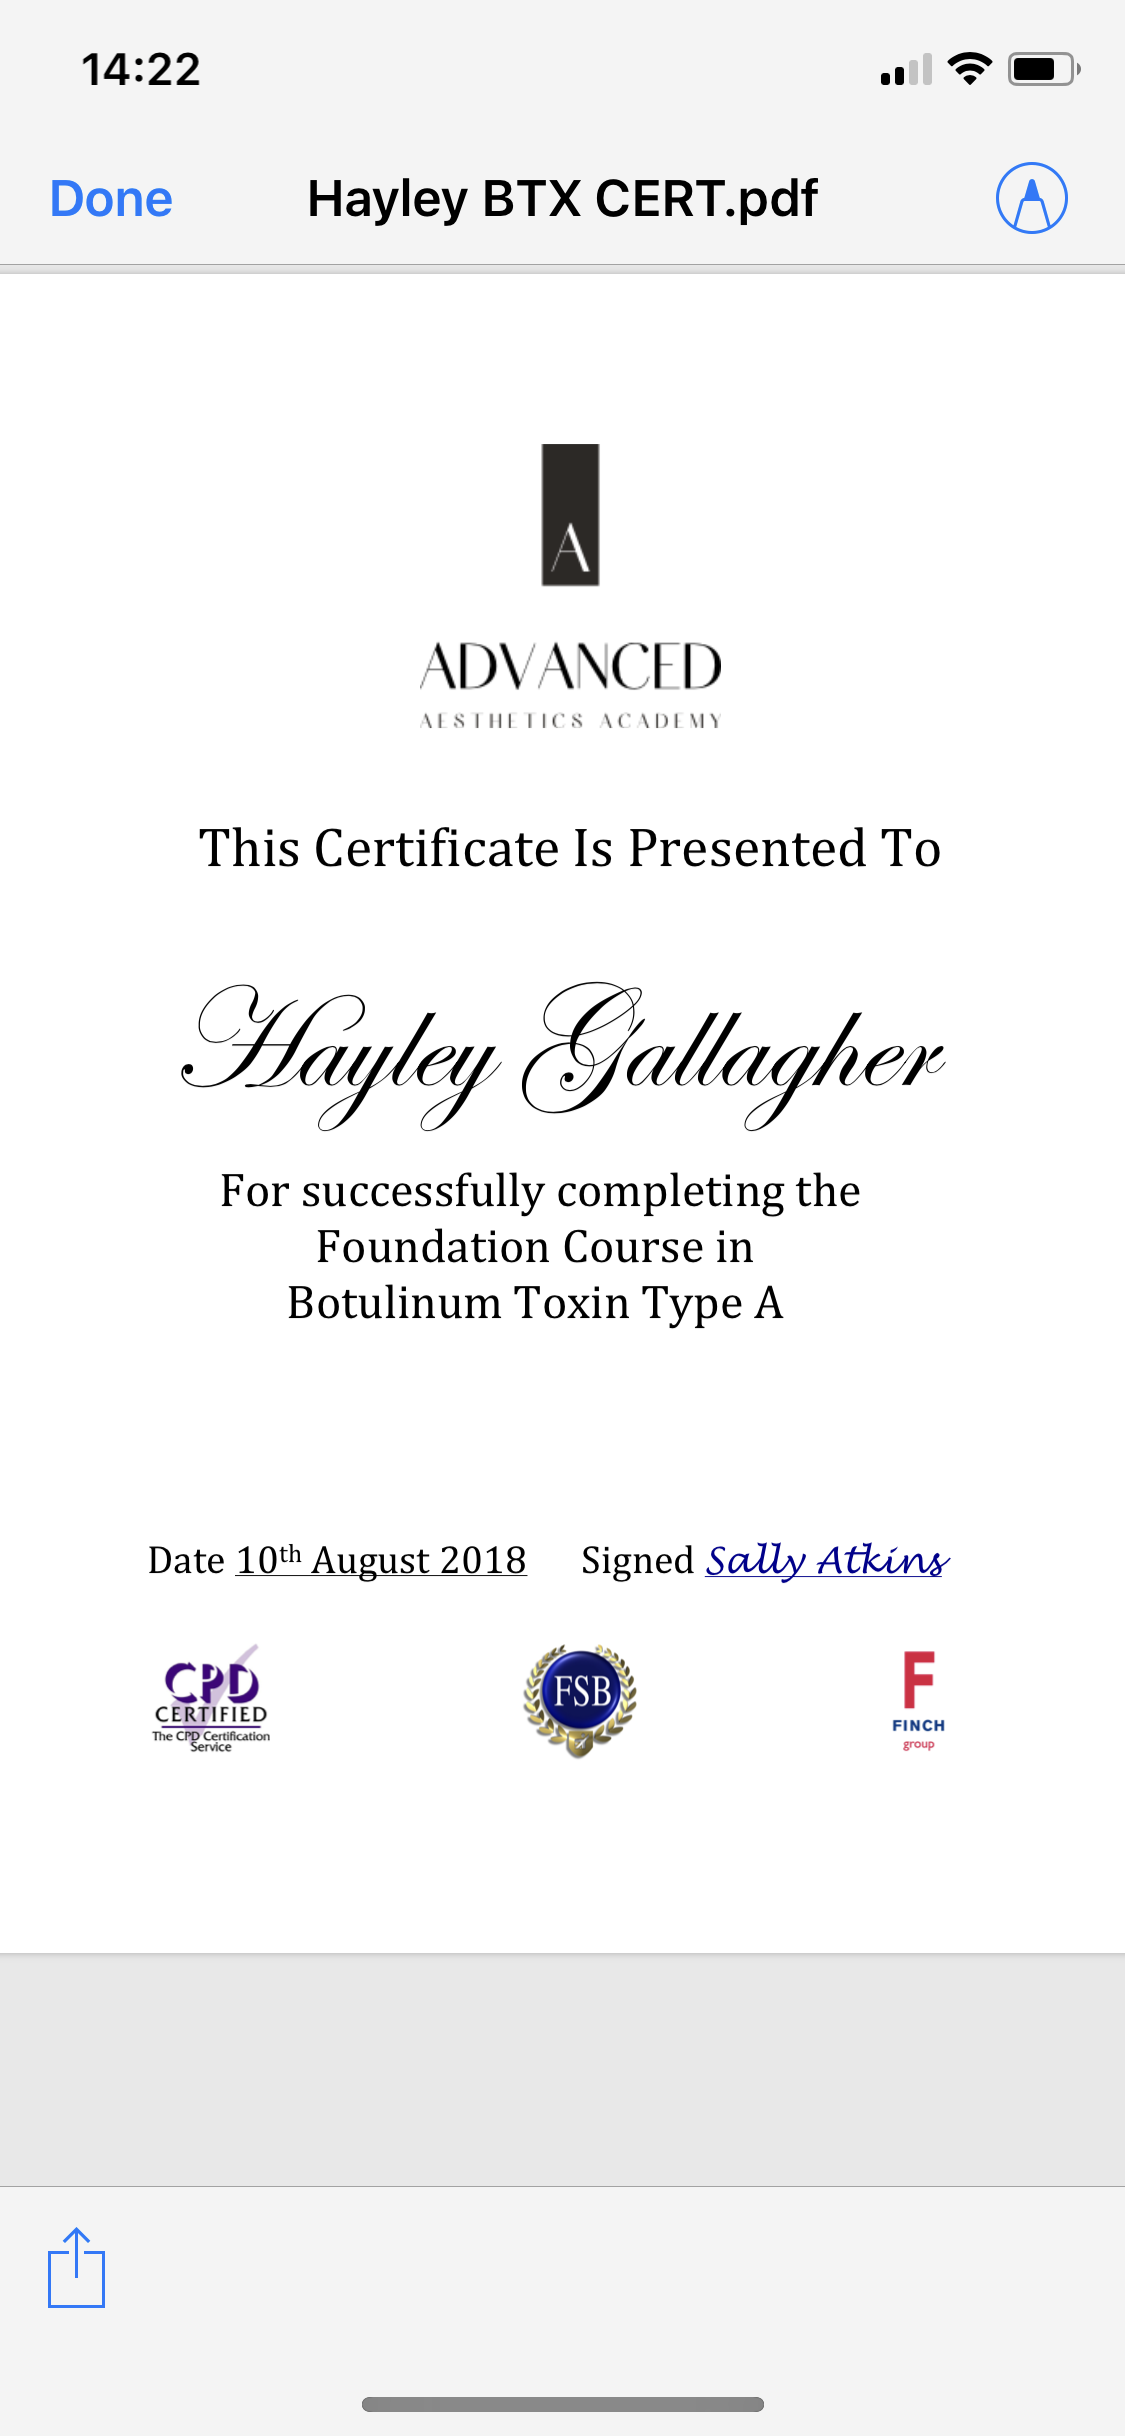 14:22
Done
Hayley BTX CERT.pdf
A
ADVANCED
AESTHETICS ACADEMY
This Certificate Is Presented To
Hayley Gallagher
For successfully completing the
Foundation Course in
Botulinum Toxin Type A
Date 10th August 2018 Signed Sally Atkins
CPD
CERTIFIED
The CPD Certification
Service
FSB
F
FINCH
group